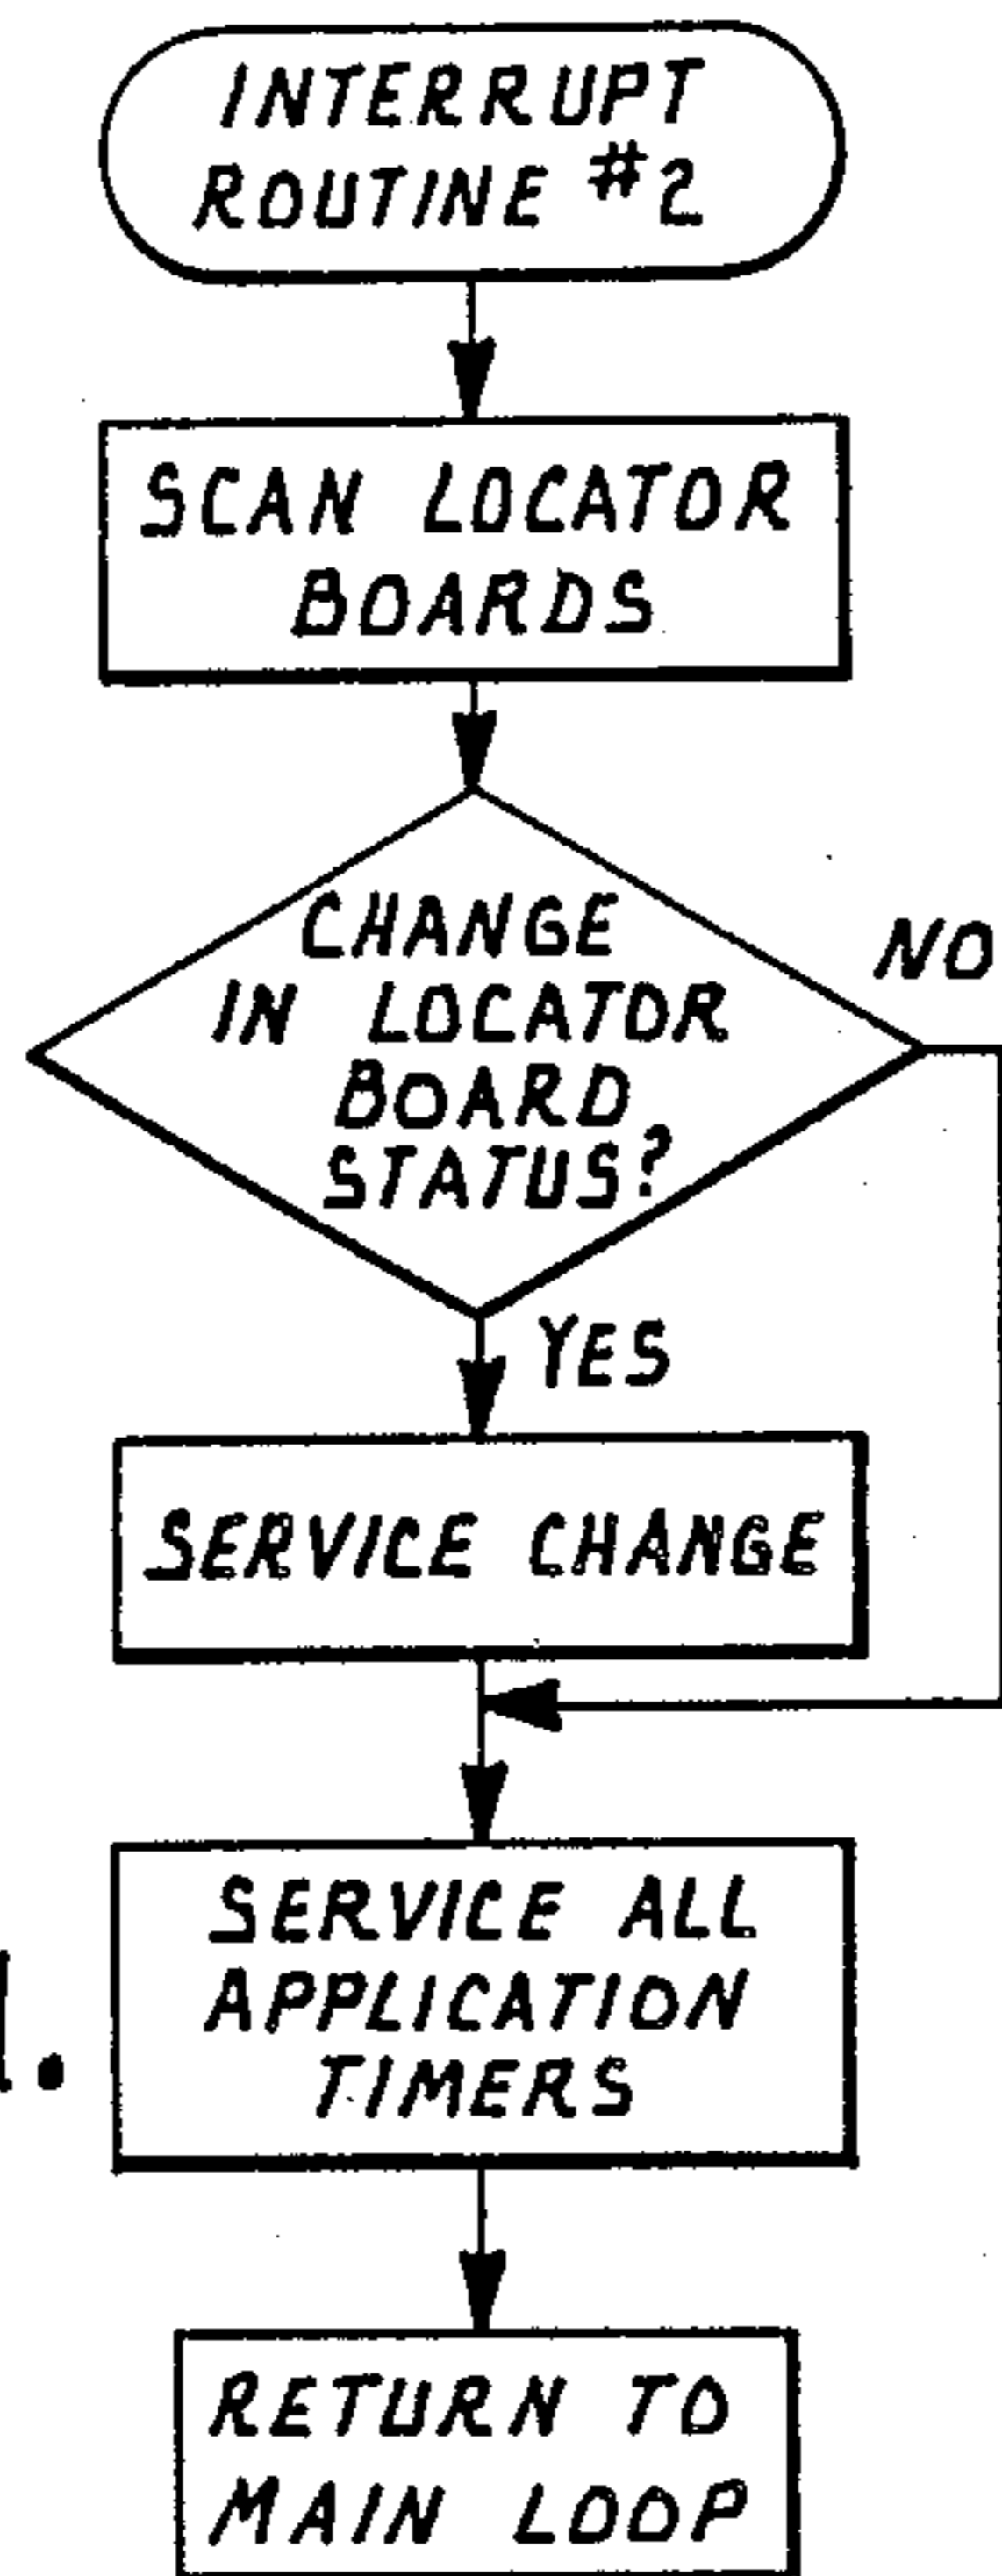 INTERRUPT
ROUTINE #2
SCAN LOCATOR
BOARDS
CHANGE
IN LOCATOR
BOARD
STATUS?
NO
YES
SERVICE CHANGE
SERVICE ALL
APPLICATION
TIMERS
RETURN TO
MAIN LOOP